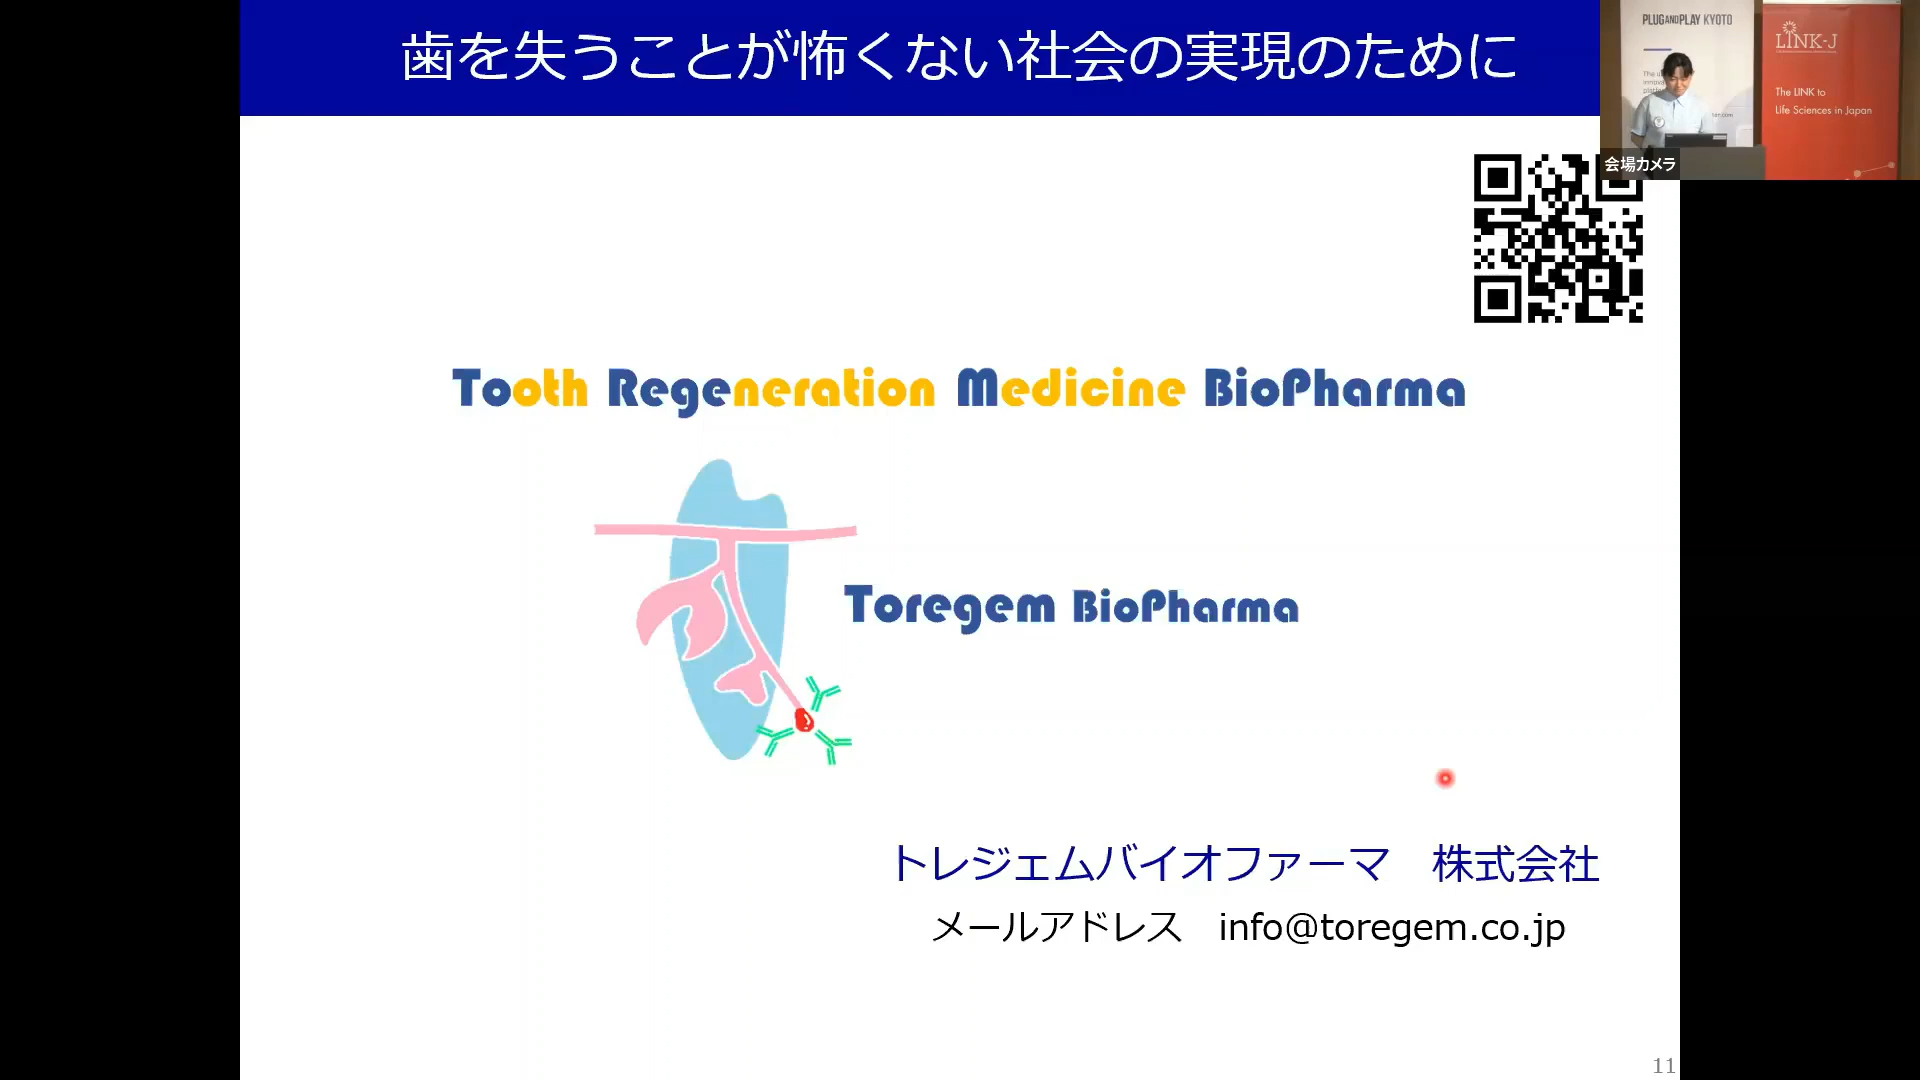 歯を失うことが怖くない社会の実現のために
PLUGANDPLAY KYOTO
LINK-J
The LINK to
Life Sciences in Japan
会場カメラ
Tooth Regeneration Medicine BioPharma
Toregem BioPharma
トレジェムバイオファーマ 株式会社
メールアドレス info@toregem.co.jp
11